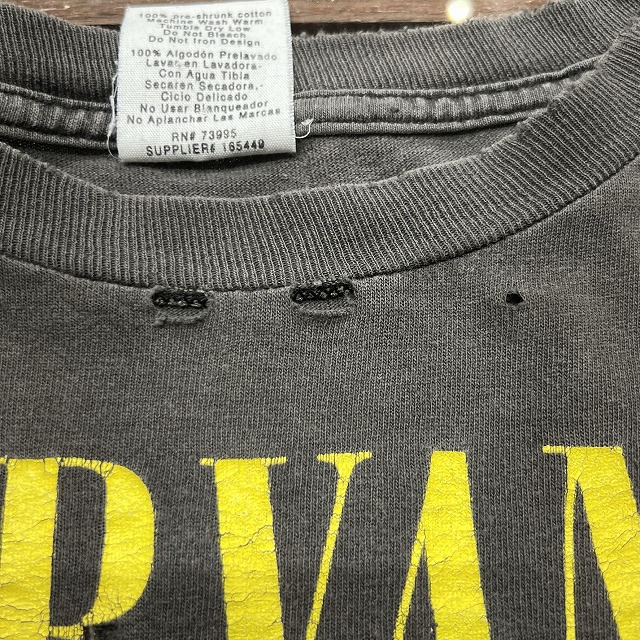 100% pre-shrunk cotton
Machine Wash Warm
Tumble Dry Low
Do Not Bleach
Do Not Iron Design
100% Algodón Prelavado
Lavar en Lavadora-
Con Agua Tibia
Secaren Secadora,-
Ciclo Delicado
No Usar Blanqueador
No Aplanchar Las Marcas
RN# 73995
SUPPLIER# 165449
RVAN